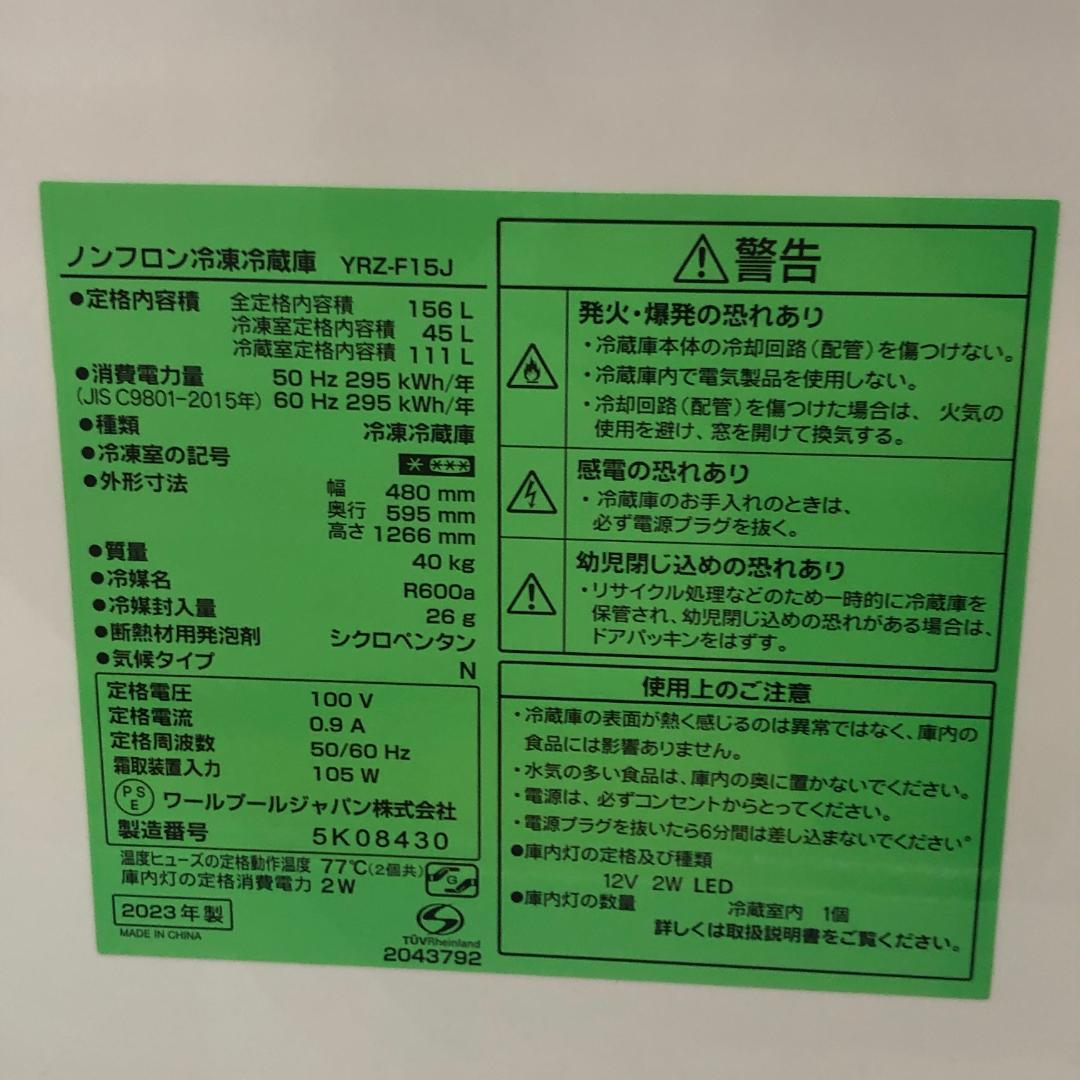 ノンフロン冷凍冷蔵庫 YRZ-F15J
●定格内容積 全定格内容積 156 L
冷凍室定格内容積 45 L
冷蔵室定格内容積 111 L
●消費電力量 50 Hz 295 kWh/年
(JIS C9801-2015年) 60 Hz 295 kWh/年
●種類 冷凍冷蔵庫
●冷凍室の記号
●外形寸法 幅 480 mm
奥行 595 mm
高さ 1266 mm
●質量 40 kg
●冷媒名 R600a
●冷媒封入量 26 g
●断熱材用発泡剤 シクロペンタン
●気候タイプ N
定格電圧 100 V
定格電流 0.9 A
定格周波数 50/60 Hz
霜取装置入力 105 W
PSE ワールプールジャパン株式会社
製造番号 5K08430
温度ヒューズの定格動作温度 77℃(2個共)
庫内灯の定格消費電力 2W
G
2023年製
MADE IN CHINA
TÜVRheinland
2043792
警告
発火・爆発の恐れあり
・冷蔵庫本体の冷却回路(配管)を傷つけない。
・冷蔵庫内で電気製品を使用しない。
・冷却回路(配管)を傷つけた場合は、火気の
使用を避け、窓を開けて換気する。
感電の恐れあり
・冷蔵庫のお手入れのときは、
必ず電源プラグを抜く。
幼児閉じ込めの恐れあり
・リサイクル処理などのため一時的に冷蔵庫を
保管され、幼児閉じ込めの恐れがある場合は、
ドアパッキンをはずす。
使用上のご注意
・冷蔵庫の表面が熱く感じるのは異常ではなく、庫内の
食品には影響ありません。
・水気の多い食品は、庫内の奥に置かないでください。
・電源は、必ずコンセントからとってください。
・電源プラグを抜いたら6分間は差し込まないでください。
●庫内灯の定格及び種類
12V 2W LED
●庫内灯の数量 冷蔵室内 1個
詳しくは取扱説明書をご覧ください。